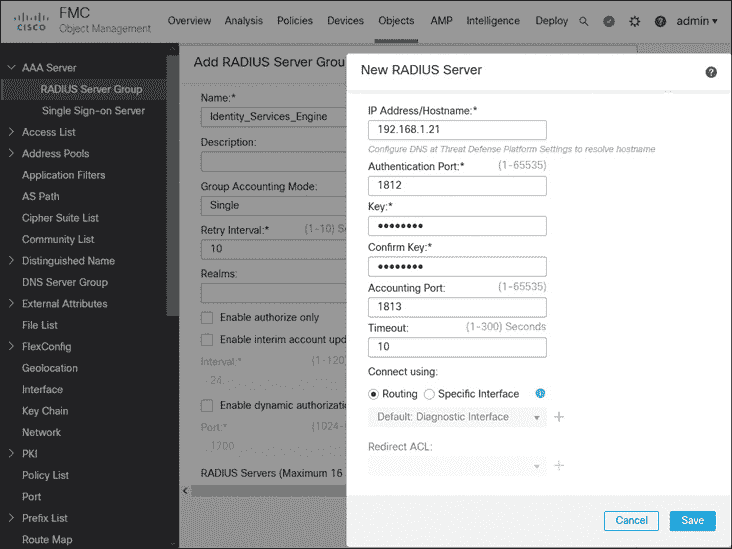 CISCO
FMC
Object Management
Overview
Analysis
Policies
Devices
Objects
AMP
Intelligence
Deploy
admin
AAA Server
RADIUS Server Group
Single Sign-on Server
Access List
Address Pools
Application Filters
AS Path
Cipher Suite List
Community List
Distinguished Name
DNS Server Group
External Attributes
File List
FlexConfig
Geolocation
Interface
Key Chain
Network
PKI
Policy List
Port
Prefix List
Route Map
Add RADIUS Server Grou
Name:*
Identity_Services_Engine
Description:
Group Accounting Mode:
Single
Retry Interval:* (1-10) Se
10
Realms:
Enable authorize only
Enable interim account upd
Interval:* (1-120)
24
Enable dynamic authorizatio
Port:* (1024-
1700
RADIUS Servers (Maximum 16
New RADIUS Server
IP Address/Hostname:*
192.168.1.21
Configure DNS at Threat Defense Platform Settings to resolve hostname
Authentication Port:* (1-65535)
1812
Key:*
••••••••
Confirm Key:*
••••••••
Accounting Port: (1-65535)
1813
Timeout: (1-300) Seconds
10
Connect using:
Routing Specific Interface
Default: Diagnostic Interface
Redirect ACL:
Cancel Save